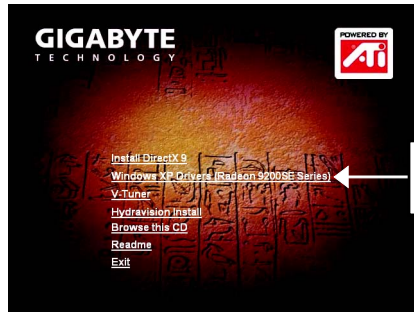 GIGABYTE
TECHNOLOGY
POWERED BY
ATi
Install DirectX 9
Windows XP Drivers (Radeon 9200SE Series)
V-Tuner
Hydravision Install
Browse this CD
Readme
Exit